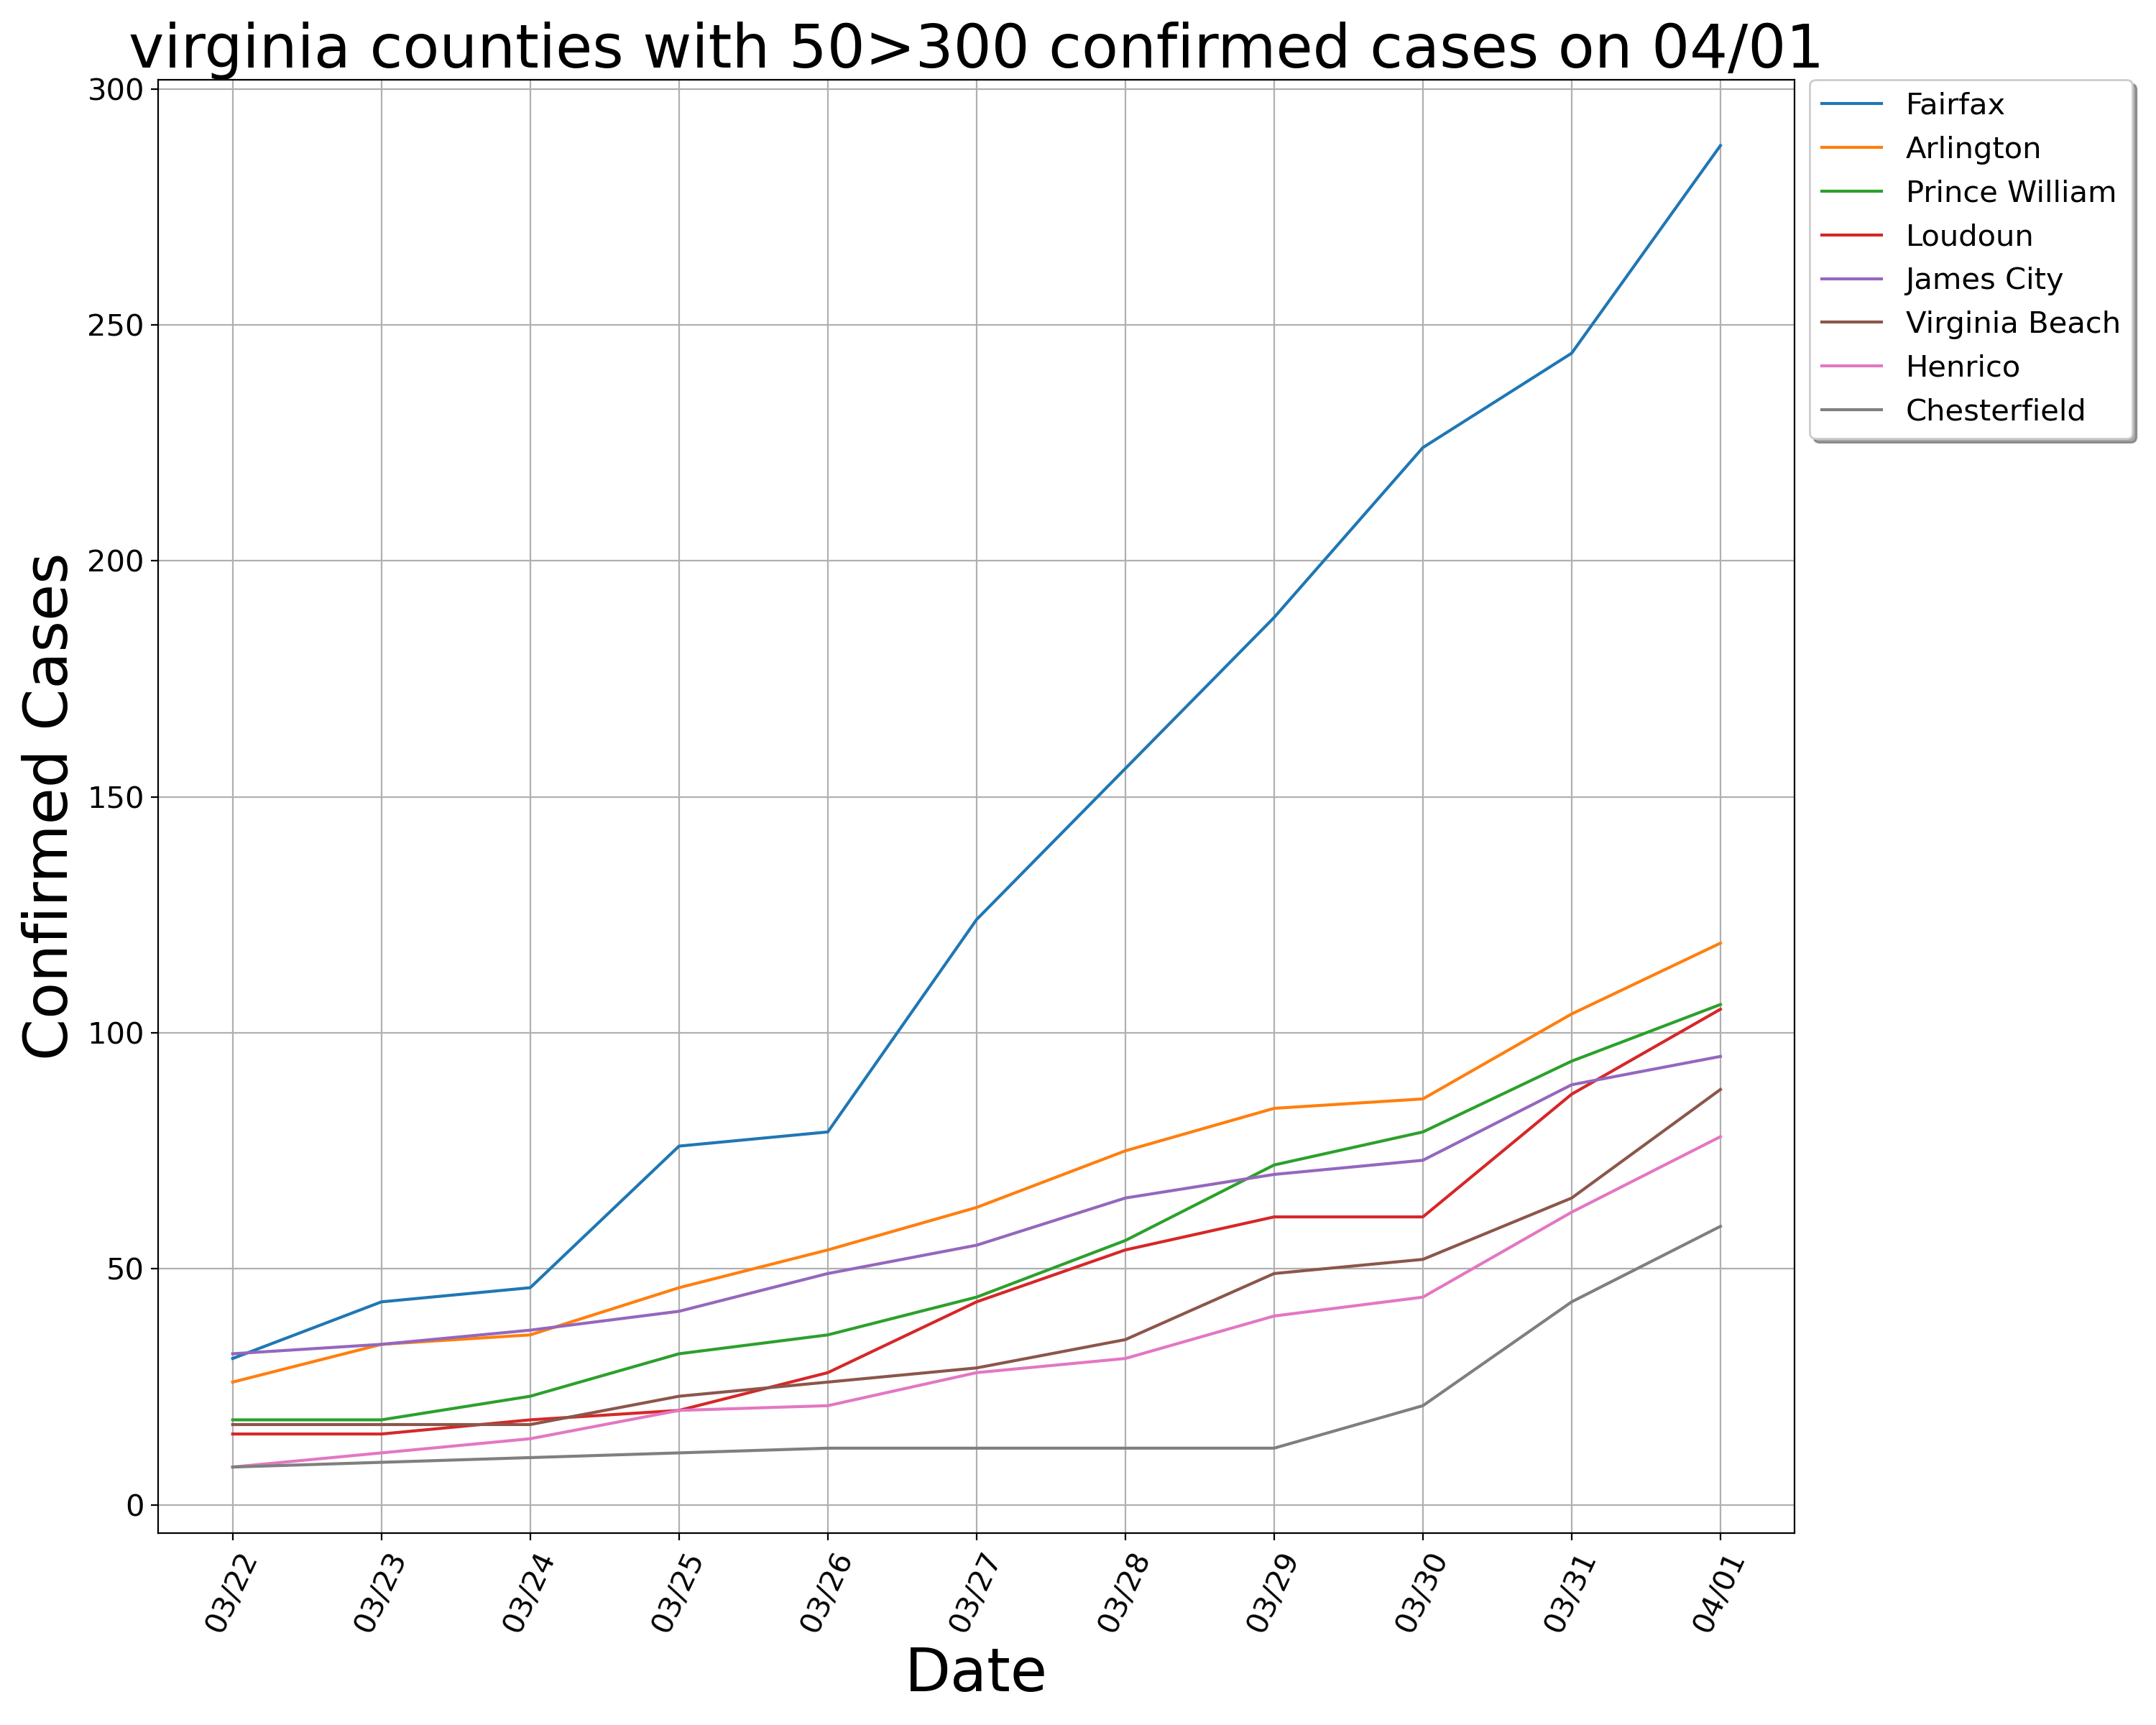 virginia counties with 50>300 confirmed cases on 04/01
Confirmed Cases
300
250
200
150
100
50
0
03/22
03/23
03/24
03/25
03/26
03/27
03/28
03/29
03/30
03/31
04/01
Date
Fairfax
Arlington
Prince William
Loudoun
James City
Virginia Beach
Henrico
Chesterfield